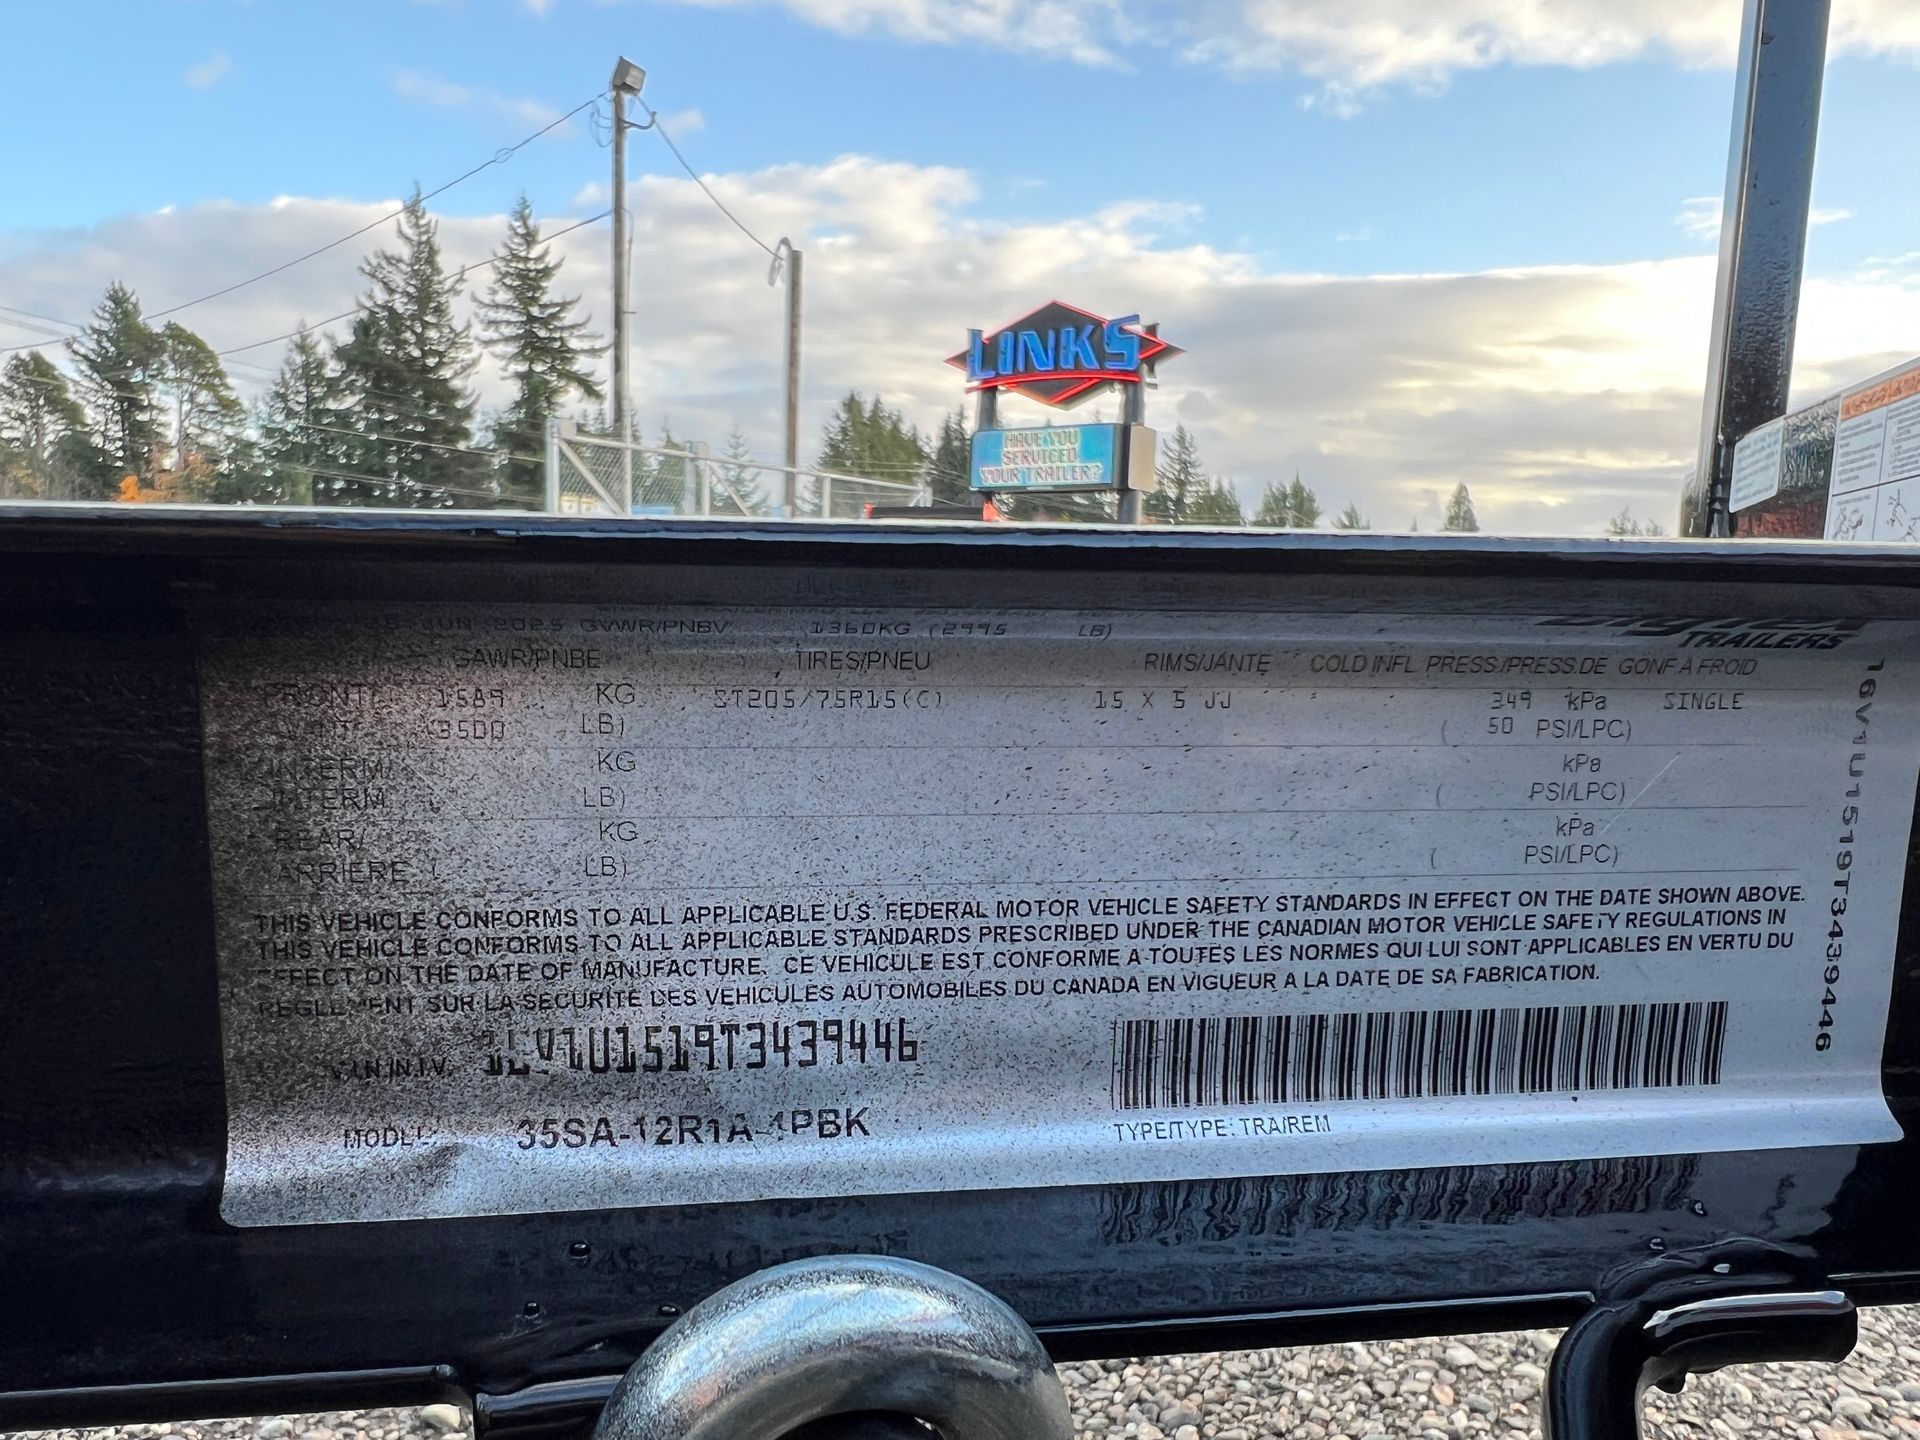 LINKS
HAVE YOU
SERVICED
YOUR TRAILER?
TRAILERS
JUN 2025 GVWR/PNBV 1360KG (2995 LB)
GAWR/PNBE TIRES/PNEU RIMS/JANTE COLD INFL PRESS/PRESS.DE GONF A FROID
FRONT/ 1589 KG ST205/75R15(C) 15 X 5 JJ 349 kPa SINGLE
3500 LB) ( 50 PSI/LPC)
INTERM/ KG kPa
INTERM LB) ( PSI/LPC)
REAR/ KG kPa
ARRIERE ( LB) ( PSI/LPC)
THIS VEHICLE CONFORMS TO ALL APPLICABLE U.S. FEDERAL MOTOR VEHICLE SAFETY STANDARDS IN EFFECT ON THE DATE SHOWN ABOVE.
THIS VEHICLE CONFORMS TO ALL APPLICABLE STANDARDS PRESCRIBED UNDER THE CANADIAN MOTOR VEHICLE SAFETY REGULATIONS IN
EFFECT ON THE DATE OF MANUFACTURE. CE VEHICULE EST CONFORME A TOUTES LES NORMES QUI LUI SONT APPLICABLES EN VERTU DU
REGLEMENT SUR LA SECURITE DES VEHICULES AUTOMOBILES DU CANADA EN VIGUEUR A LA DATE DE SA FABRICATION.
V.I.N./N.I.V. 16V1U1519T3439446
MODEL: 35SA-12R1A-4PBK
TYPE/TYPE: TRA/REM
16V1U1519T3439446